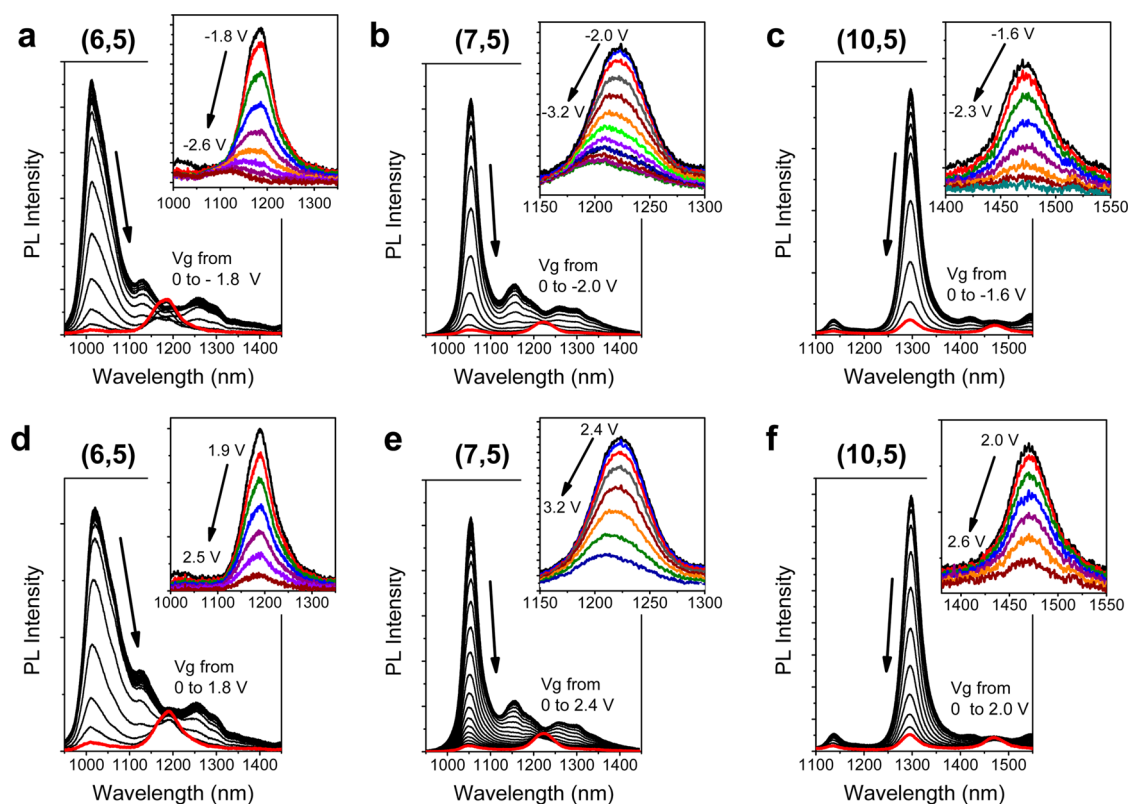 a
(6,5)
-1.8 V
-2.6 V
1000 1100 1200 1300
PL Intensity
Vg from
0 to - 1.8 V
1000 1100 1200 1300 1400
Wavelength (nm)
b
(7,5)
-2.0 V
-3.2 V
1150 1200 1250 1300
PL Intensity
Vg from
0 to -2.0 V
1000 1100 1200 1300 1400
Wavelength (nm)
c
(10,5)
-1.6 V
-2.3 V
1400 1450 1500 1550
PL Intensity
Vg from
0 to -1.6 V
1100 1200 1300 1400 1500
Wavelength (nm)
d
(6,5)
1.9 V
2.5 V
1000 1100 1200 1300
PL Intensity
Vg from
0 to 1.8 V
1000 1100 1200 1300 1400
Wavelength (nm)
e
(7,5)
2.4 V
3.2 V
1150 1200 1250 1300
PL Intensity
Vg from
0 to 2.4 V
1000 1100 1200 1300 1400
Wavelength (nm)
f
(10,5)
2.0 V
2.6 V
1400 1450 1500 1550
PL Intensity
Vg from
0 to 2.0 V
1100 1200 1300 1400 1500
Wavelength (nm)